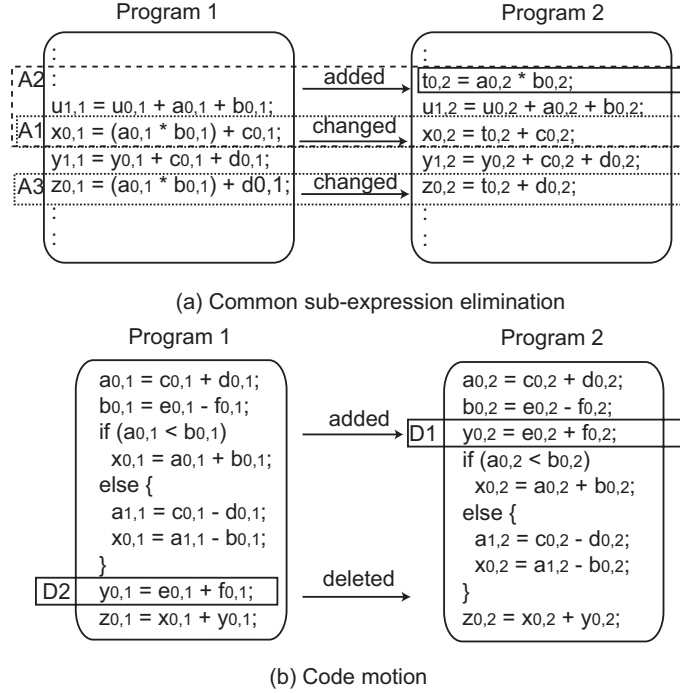 Program 1 Program 2
: :
A2 : added t0,2 = a0,2 * b0,2;
u1,1 = u0,1 + a0,1 + b0,1; u1,2 = u0,2 + a0,2 + b0,2;
A1 x0,1 = (a0,1 * b0,1) + c0,1; changed x0,2 = t0,2 + c0,2;
y1,1 = y0,1 + c0,1 + d0,1; y1,2 = y0,2 + c0,2 + d0,2;
A3 z0,1 = (a0,1 * b0,1) + d0,1; changed z0,2 = t0,2 + d0,2;
: :
: :
(a) Common sub-expression elimination
Program 1 Program 2
a0,1 = c0,1 + d0,1; a0,2 = c0,2 + d0,2;
b0,1 = e0,1 - f0,1; b0,2 = e0,2 - f0,2;
if (a0,1 < b0,1) added D1 y0,2 = e0,2 + f0,2;
x0,1 = a0,1 + b0,1; if (a0,2 < b0,2)
else { x0,2 = a0,2 + b0,2;
a1,1 = c0,1 - d0,1; else {
x0,1 = a1,1 - b0,1; a1,2 = c0,2 - d0,2;
} x0,2 = a1,2 - b0,2;
D2 y0,1 = e0,1 + f0,1; deleted }
z0,1 = x0,1 + y0,1; z0,2 = x0,2 + y0,2;
(b) Code motion